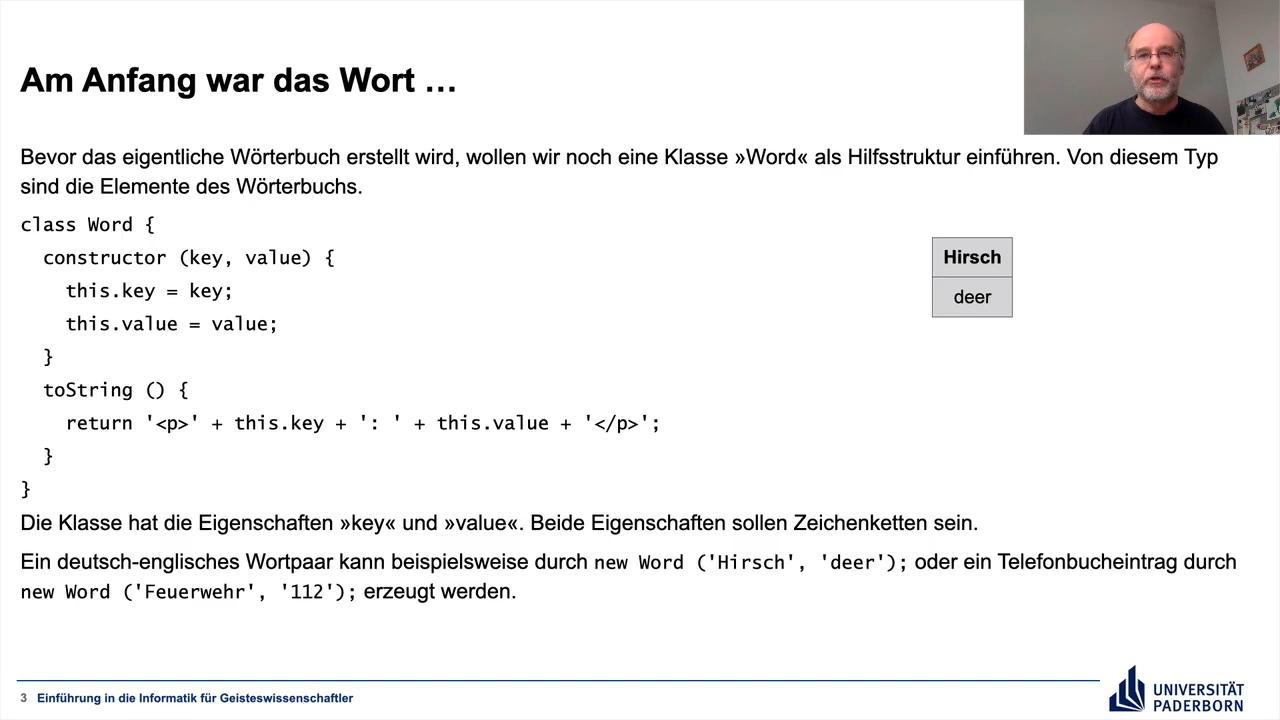 Am Anfang war das Wort …
Bevor das eigentliche Wörterbuch erstellt wird, wollen wir noch eine Klasse »Word« als Hilfsstruktur einführen. Von diesem Typ
sind die Elemente des Wörterbuchs.
class Word {
  constructor (key, value) {
    this.key = key;
    this.value = value;
  }
  toString () {
    return '<p>' + this.key + ': ' + this.value + '</p>';
  }
}
Hirsch
deer
Die Klasse hat die Eigenschaften »key« und »value«. Beide Eigenschaften sollen Zeichenketten sein.
Ein deutsch-englisches Wortpaar kann beispielsweise durch new Word ('Hirsch', 'deer'); oder ein Telefonbucheintrag durch
new Word ('Feuerwehr', '112'); erzeugt werden.
3 Einführung in die Informatik für Geisteswissenschaftler
UNIVERSITÄT
PADERBORN